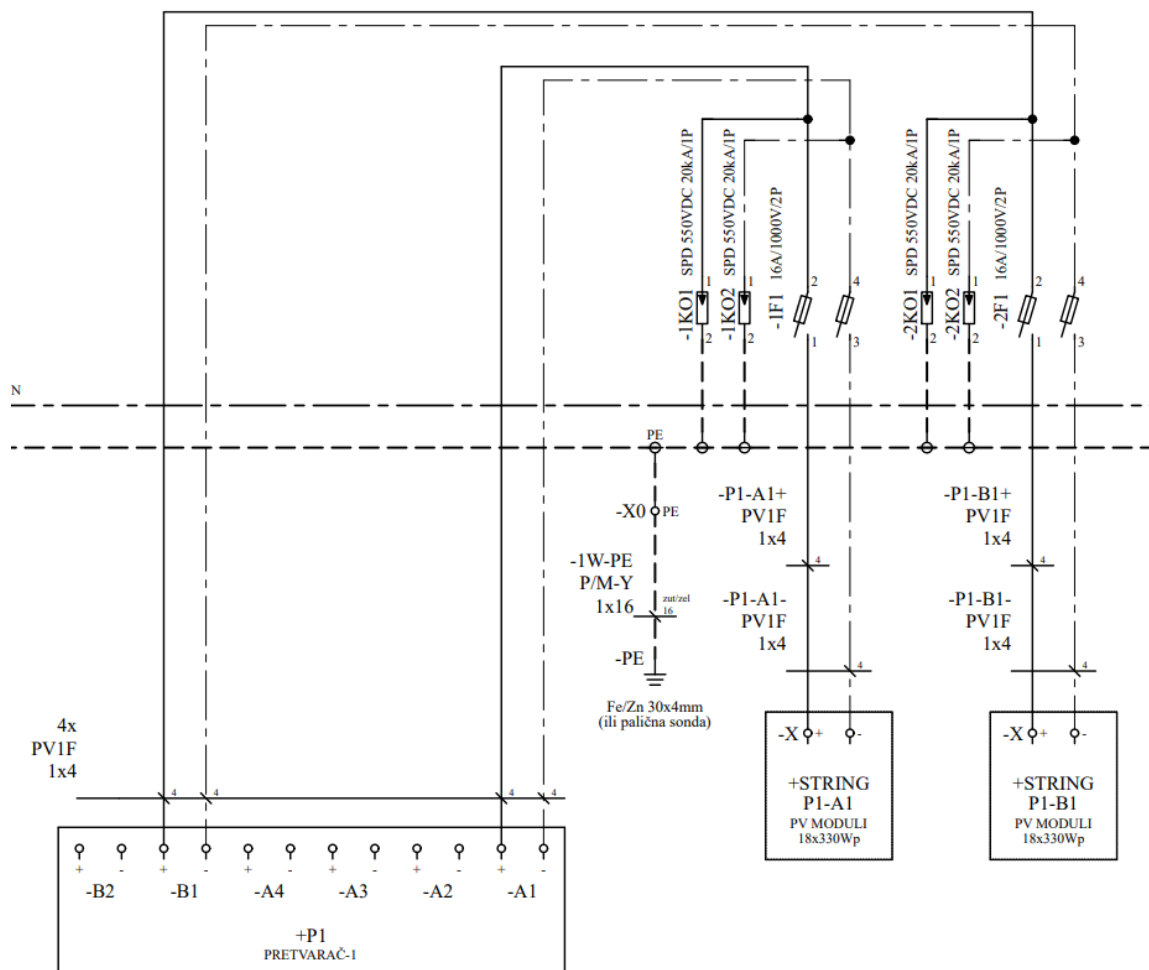 SPD 550VDC 20kA/1P
SPD 550VDC 20kA/1P
16A/1000V/2P
SPD 550VDC 20kA/1P
SPD 550VDC 20kA/1P
16A/1000V/2P
-1KO1
1
2
-1KO2
1
2
-1F1
2
4
1
3
-2KO1
1
2
-2KO2
1
2
-2F1
2
4
1
3
N
PE
-X0
PE
-1W-PE
P/M-Y
1x16
zut/zel
16
-PE
Fe/Zn 30x4mm
(ili palična sonda)
-P1-A1+
PV1F
1x4
4
-P1-A1-
PV1F
1x4
4
-P1-B1+
PV1F
1x4
4
-P1-B1-
PV1F
1x4
4
-X + -
+STRING
P1-A1
PV MODULI
18x330Wp
-X + -
+STRING
P1-B1
PV MODULI
18x330Wp
4x
PV1F
1x4
4 4 4 4
+ - + - + - + - + - + -
-B2 -B1 -A4 -A3 -A2 -A1
+P1
PRETVARAČ-1